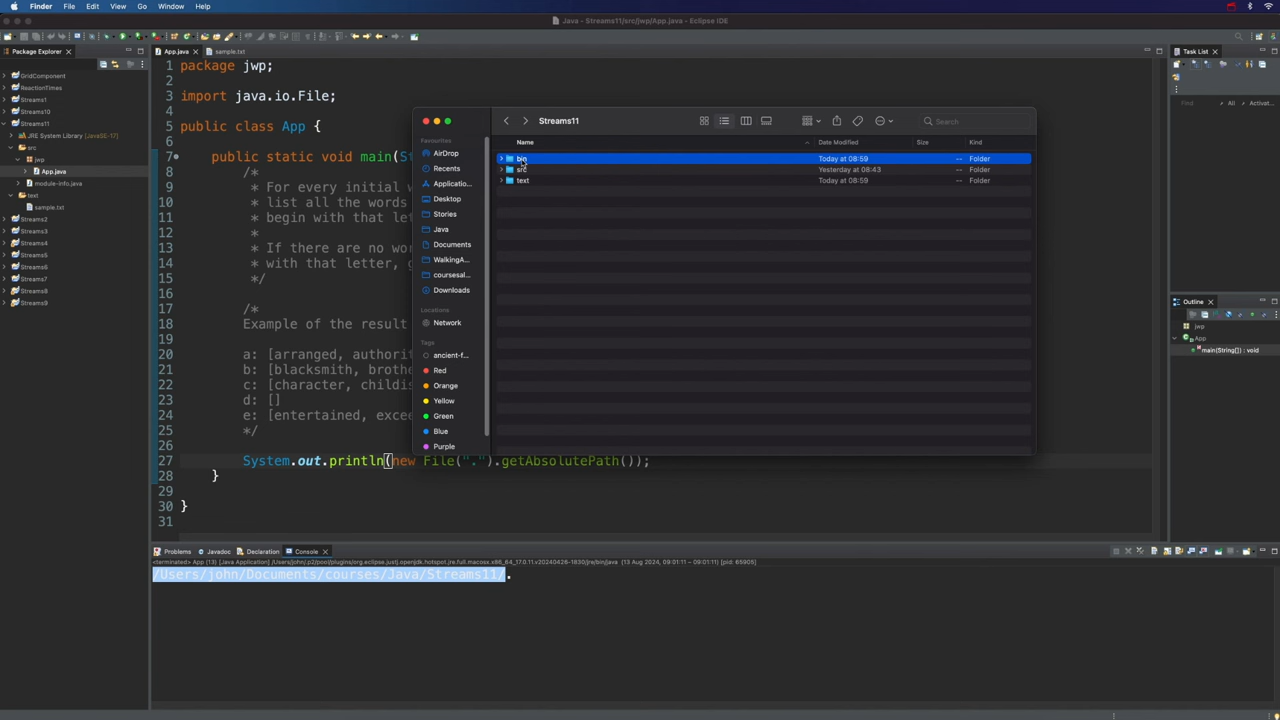 Finder File Edit View Go Window Help
Java - Streams11/src/jwp/App.java - Eclipse IDE
Package Explorer
GridComponent
ReactionTimes
Streams1
Streams10
Streams11
JRE System Library [JavaSE-17]
src
jwp
App.java
module-info.java
text
sample.txt
Streams2
Streams3
Streams4
Streams5
Streams6
Streams7
Streams8
Streams9
App.java sample.txt
1 package jwp;
2
3 import java.io.File;
4
5 public class App {
6
7 public static void main(S
8 /*
9 * For every initial
10 * list all the words
11 * begin with that let
12 *
13 * If there are no wor
14 * with that letter, g
15 */
16
17 /*
18 Example of the result
19
20 a: [arranged, authorit
21 b: [blacksmith, brothe
22 c: [character, childis
23 d: []
24 e: [entertained, excee
25 */
26
27 System.out.println(new File(".").getAbsolutePath());
28 }
29
30 }
31
Streams11
Search
Favourites
AirDrop
Recents
Applicatio...
Desktop
Stories
Java
Documents
WalkingA...
coursesal...
Downloads
Locations
Network
Tags
ancient-f...
Red
Orange
Yellow
Green
Blue
Purple
Name Date Modified Size Kind
bin Today at 08:59 -- Folder
src Yesterday at 08:43 -- Folder
text Today at 08:59 -- Folder
Task List
Find All Activat...
Outline
jwp
App
main(String[]) : void
Problems Javadoc Declaration Console
<terminated> App (13) [Java Application] /Users/john/.p2/pool/plugins/org.eclipse.justj.openjdk.hotspot.jre.full.macosx.x86_64_17.0.11.v20240426-1830/jre/bin/java (13 Aug 2024, 09:01:11 – 09:01:11) [pid: 65905]
/Users/john/Documents/courses/Java/Streams11/.